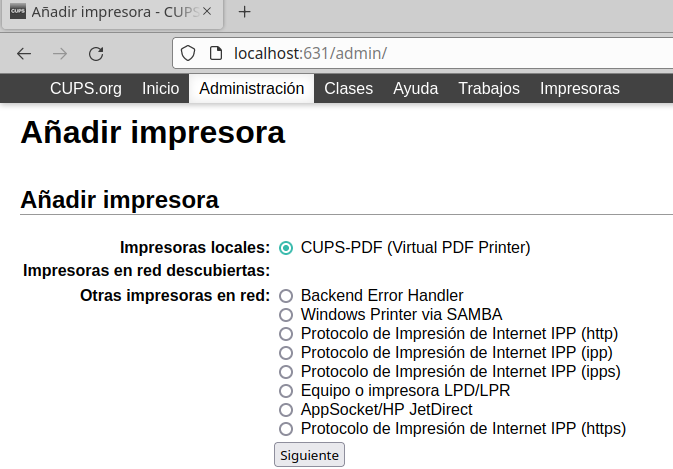 CUPS
Añadir impresora - CUPS
localhost:631/admin/
CUPS.org Inicio Administración Clases Ayuda Trabajos Impresoras
Añadir impresora
Añadir impresora
Impresoras locales: CUPS-PDF (Virtual PDF Printer)
Impresoras en red descubiertas:
Otras impresoras en red: Backend Error Handler
Windows Printer via SAMBA
Protocolo de Impresión de Internet IPP (http)
Protocolo de Impresión de Internet IPP (ipp)
Protocolo de Impresión de Internet IPP (ipps)
Equipo o impresora LPD/LPR
AppSocket/HP JetDirect
Protocolo de Impresión de Internet IPP (https)
Siguiente